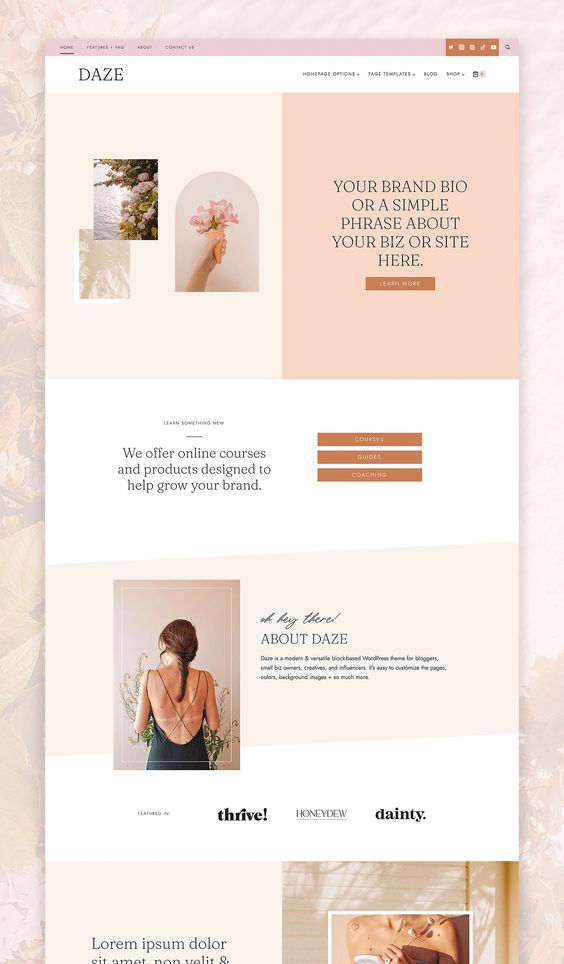 HOME FEATURES + FAQ ABOUT CONTACT US
DAZE
HOMEPAGE OPTIONS PAGE TEMPLATES BLOG SHOP 0
YOUR BRAND BIO
OR A SIMPLE
PHRASE ABOUT
YOUR BIZ OR SITE
HERE.
LEARN MORE
LEARN SOMETHING NEW
We offer online courses
and products designed to
help grow your brand.
COURSES
GUIDES
COACHING
oh hey there!
ABOUT DAZE
Daze is a modern & versatile block-based WordPress theme for bloggers,
small biz owners, creatives, and influencers. It's easy to customize the pages,
colors, background images + so much more.
FEATURED IN:
thrive!
HONEYDEW
dainty.
Lorem ipsum dolor
sit amet, non velit &